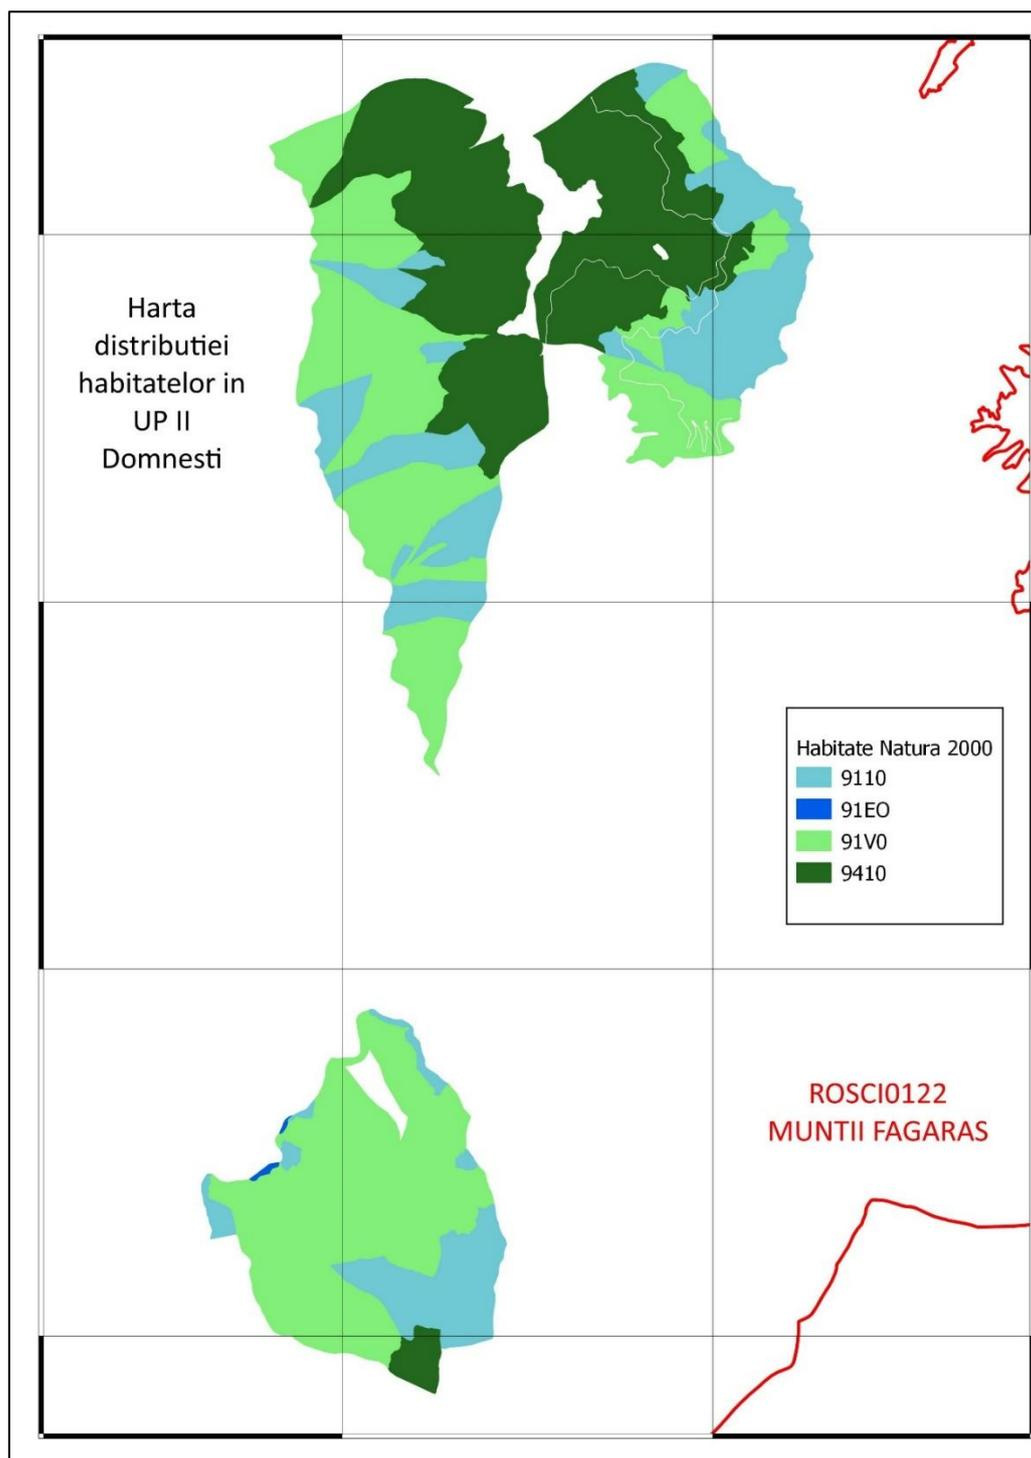 Harta
distributiei
habitatelor in
UP II
Domnesti
Habitate Natura 2000
9110
91EO
91V0
9410
ROSCI0122
MUNTII FAGARAS